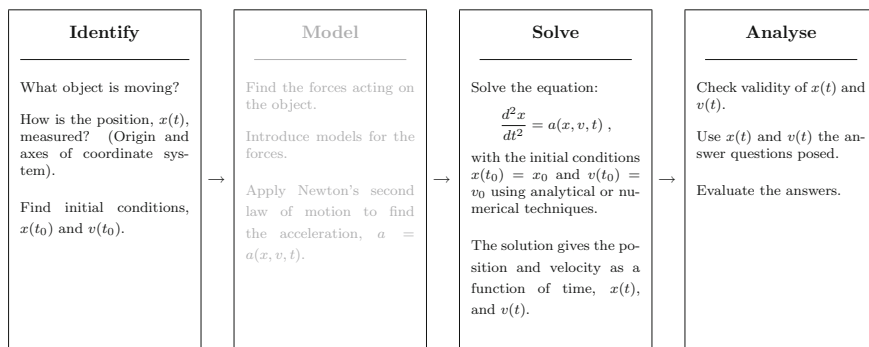 Identify
What object is moving?
How is the position, x(t),
measured? (Origin and
axes of coordinate sys-
tem).
Find initial conditions,
x(t₀) and v(t₀).
→
Model
Find the forces acting on
the object.
Introduce models for the
forces.
Apply Newton's second
law of motion to find
the acceleration, a =
a(x, v, t).
→
Solve
Solve the equation:
d²x/dt² = a(x, v, t) ,
with the initial conditions
x(t₀) = x₀ and v(t₀) =
v₀ using analytical or nu-
merical techniques.
The solution gives the po-
sition and velocity as a
function of time, x(t),
and v(t).
→
Analyse
Check validity of x(t) and
v(t).
Use x(t) and v(t) the an-
swer questions posed.
Evaluate the answers.